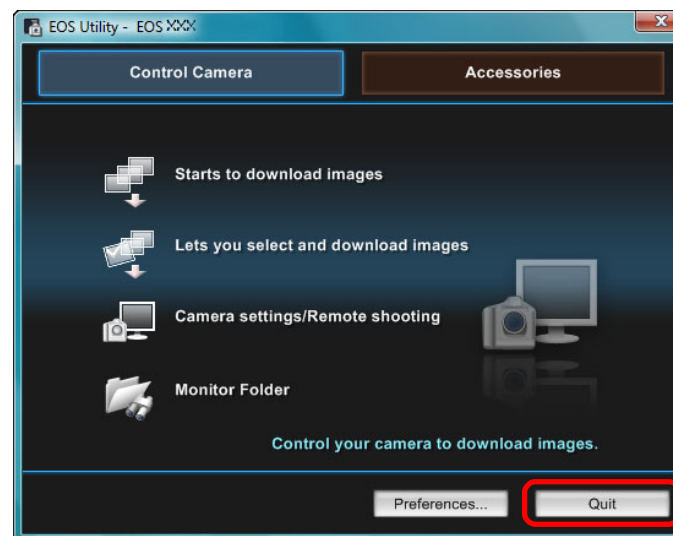 EOS Utility - EOS XXX
Control Camera
Accessories
Starts to download images
Lets you select and download images
Camera settings/Remote shooting
Monitor Folder
Control your camera to download images.
Preferences...
Quit